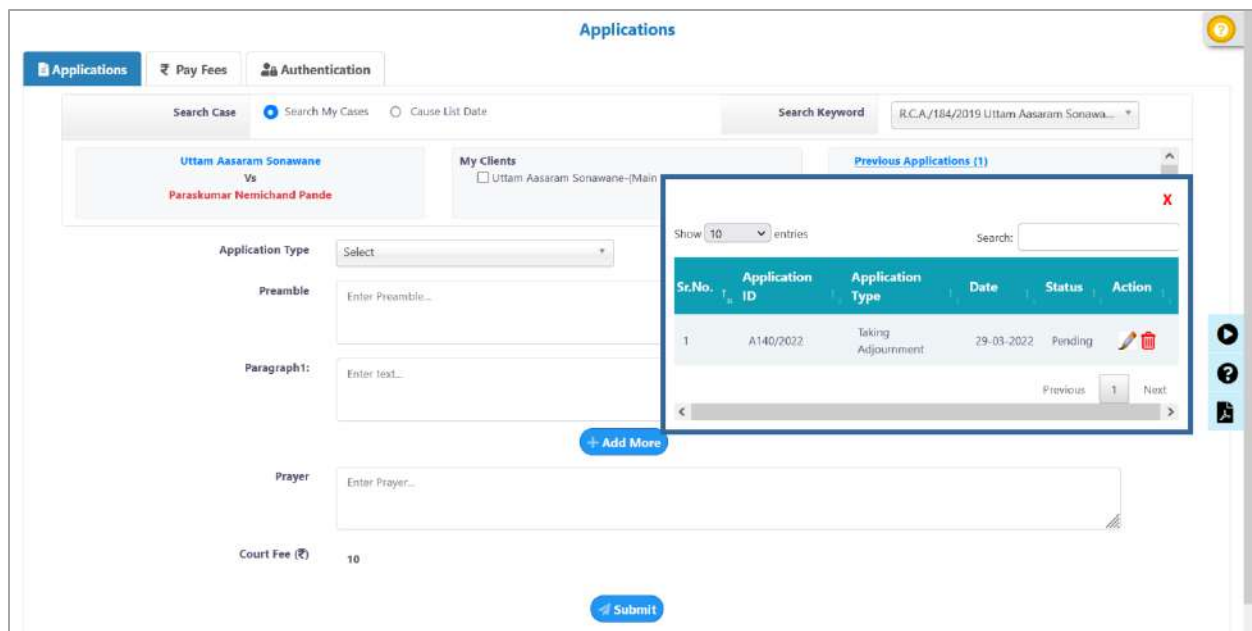 Applications
Applications
₹ Pay Fees
Authentication
Search Case
Search My Cases
Cause List Date
Search Keyword
R.C.A./184/2019 Uttam Aasaram Sonawa...
Uttam Aasaram Sonawane
Vs
Paraskumar Nemichand Pande
My Clients
Uttam Aasaram Sonawane-(Main
Previous Applications (1)
X
Show 10 entries
Search:
Sr.No. Application ID Application Type Date Status Action
1 A140/2022 Taking Adjournment 29-03-2022 Pending
Previous 1 Next
Application Type
Select
Preamble
Enter Preamble...
Paragraph1:
Enter text...
+ Add More
Prayer
Enter Prayer...
Court Fee (₹)
10
Submit